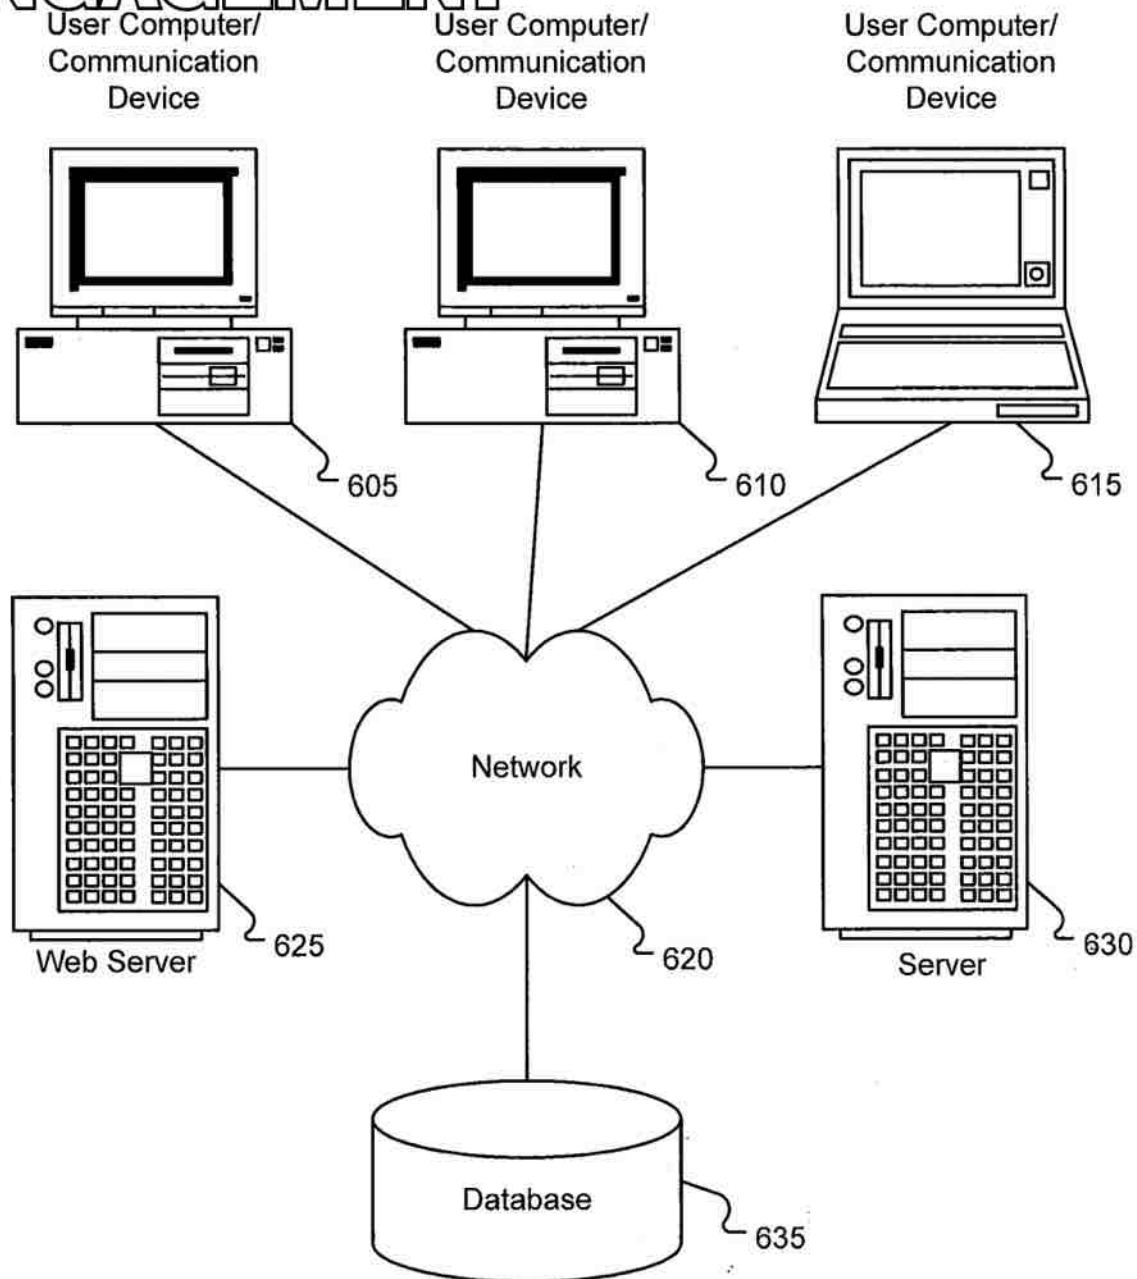 User Computer/
Communication
Device
User Computer/
Communication
Device
User Computer/
Communication
Device
605
610
615
Network
625
620
630
Web Server
Server
Database
635